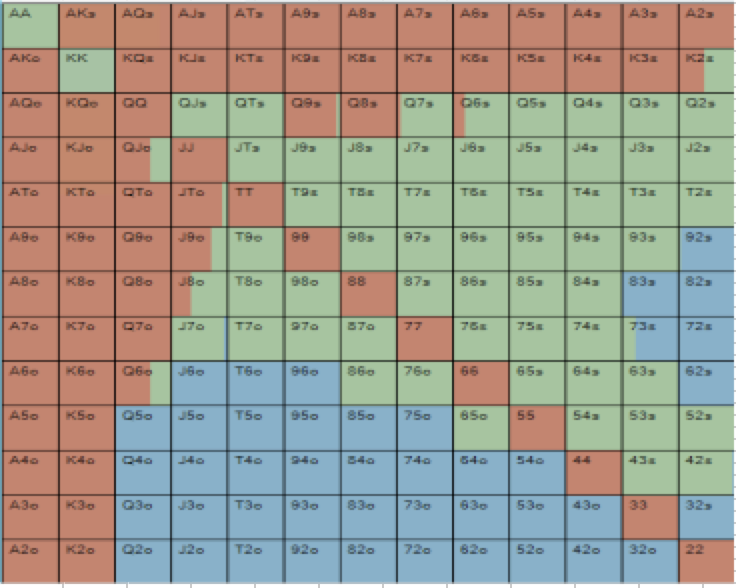 AA AKs AQs AJs ATs A9s A8s A7s A6s A5s A4s A3s A2s
AKo KK KQs KJs KTs K9s K8s K7s K6s K5s K4s K3s K2s
AQo KQo QQ QJs QTs Q9s Q8s Q7s Q6s Q5s Q4s Q3s Q2s
AJo KJo QJo JJ JTs J9s J8s J7s J6s J5s J4s J3s J2s
ATo KTo QTo JTo TT T9s T8s T7s T6s T5s T4s T3s T2s
A9o K9o Q9o J9o T9o 99 98s 97s 96s 95s 94s 93s 92s
A8o K8o Q8o J8o T8o 98o 88 87s 86s 85s 84s 83s 82s
A7o K7o Q7o J7o T7o 97o 87o 77 76s 75s 74s 73s 72s
A6o K6o Q6o J6o T6o 96o 86o 76o 66 65s 64s 63s 62s
A5o K5o Q5o J5o T5o 95o 85o 75o 65o 55 54s 53s 52s
A4o K4o Q4o J4o T4o 94o 84o 74o 64o 54o 44 43s 42s
A3o K3o Q3o J3o T3o 93o 83o 73o 63o 53o 43o 33 32s
A2o K2o Q2o J2o T2o 92o 82o 72o 62o 52o 42o 32o 22